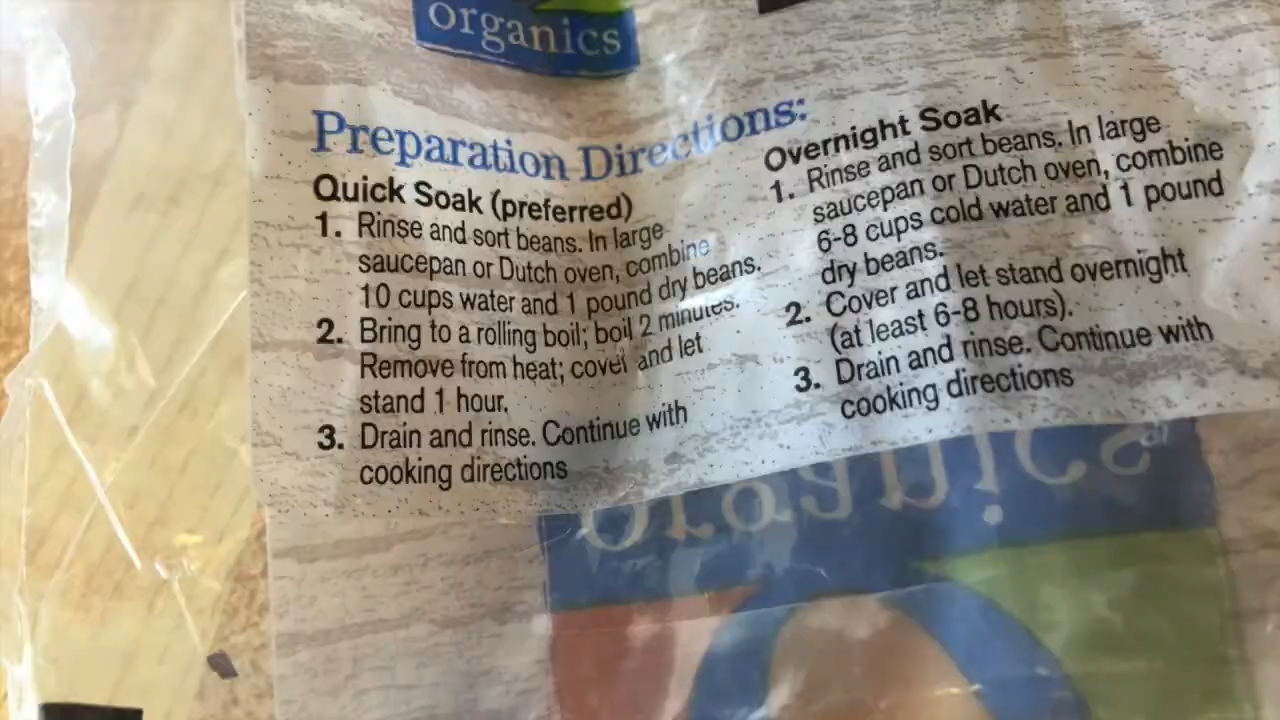 organics
Preparation Directions:
Quick Soak (preferred)
1. Rinse and sort beans. In large
saucepan or Dutch oven, combine
10 cups water and 1 pound dry beans.
2. Bring to a rolling boil; boil 2 minutes.
Remove from heat; cover and let
stand 1 hour.
3. Drain and rinse. Continue with
cooking directions
Overnight Soak
1. Rinse and sort beans. In large
saucepan or Dutch oven, combine
6-8 cups cold water and 1 pound
dry beans.
2. Cover and let stand overnight
(at least 6-8 hours).
3. Drain and rinse. Continue with
cooking directions
organics